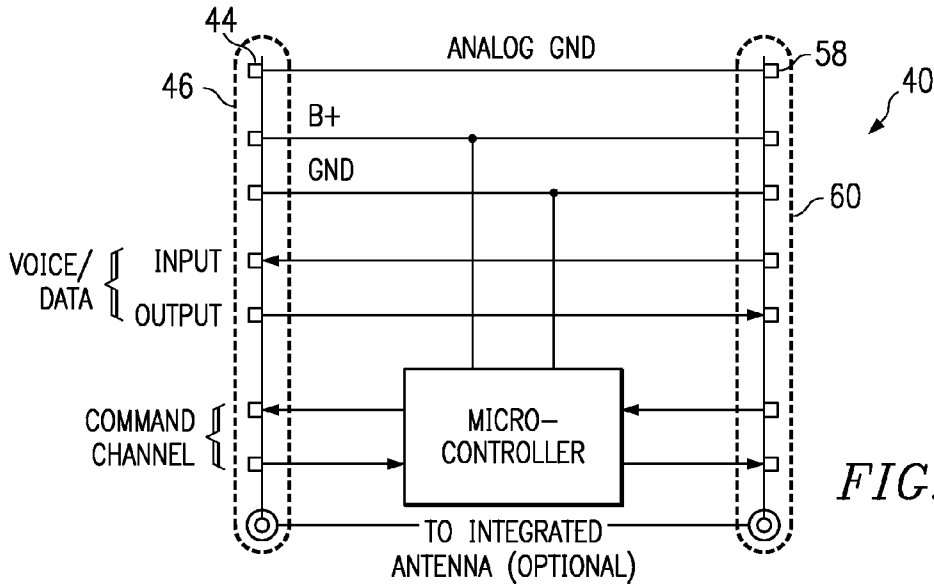 44
ANALOG GND
58
46
40
B+
GND
60
VOICE/
DATA
INPUT
OUTPUT
COMMAND
CHANNEL
MICRO-
CONTROLLER
FIG.
TO INTEGRATED
ANTENNA (OPTIONAL)